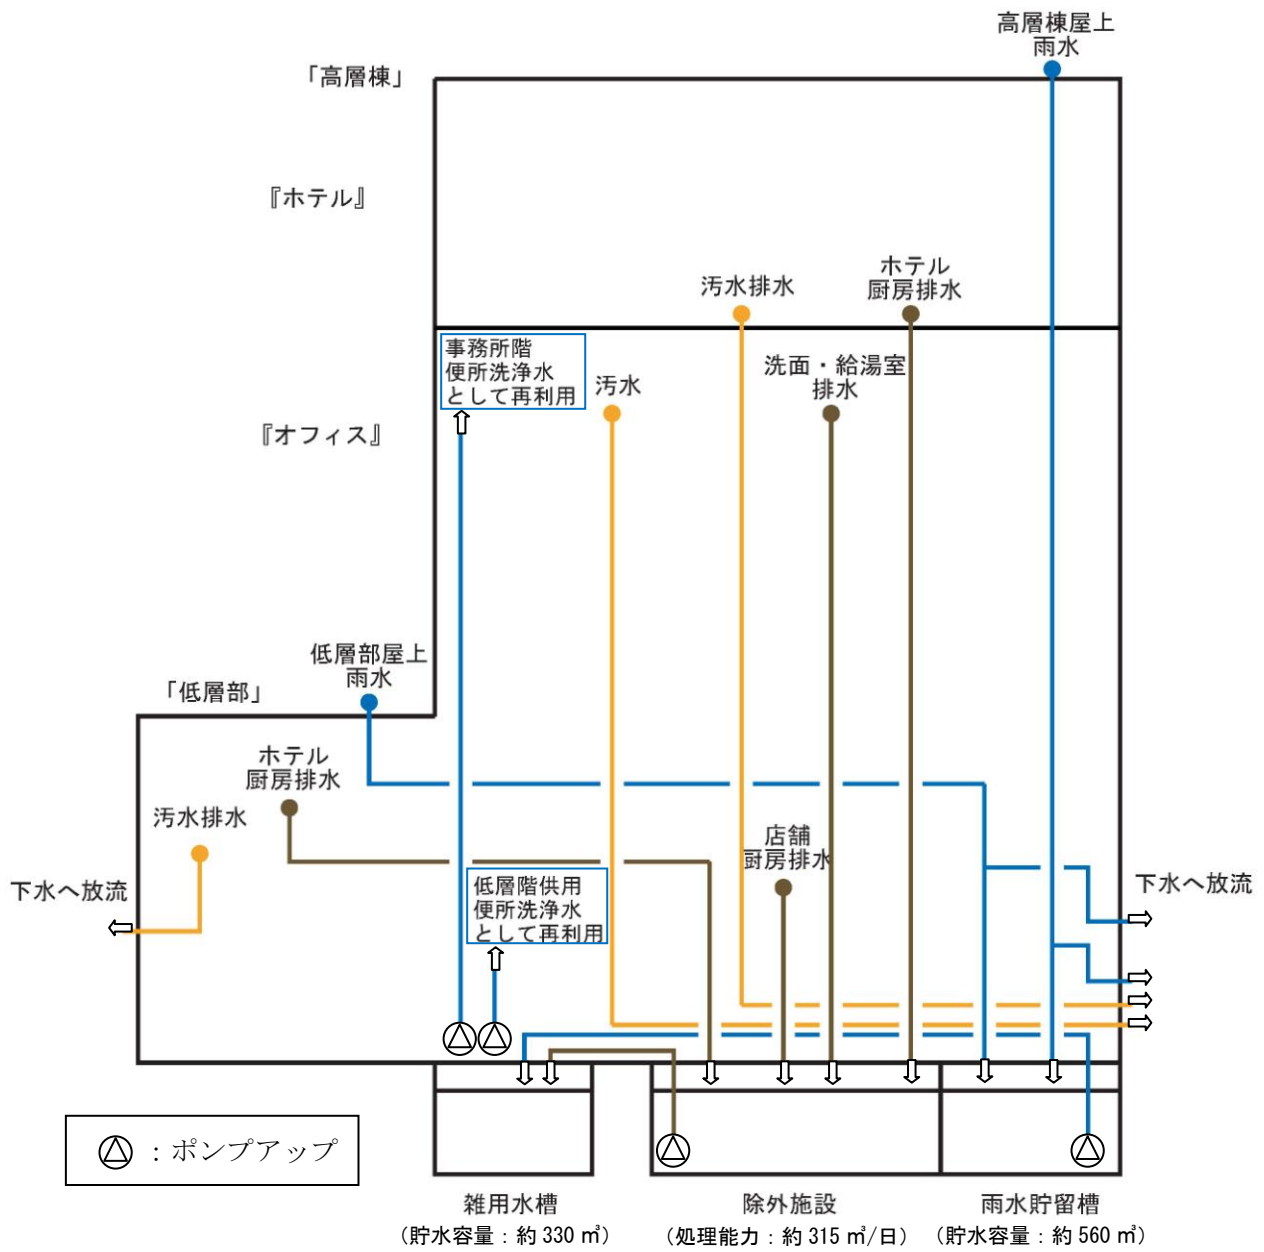 高層棟屋上
雨水
「高層棟」
『ホテル』
ホテル
厨房排水
汚水排水
事務所階
便所洗浄水
として再利用
汚水
洗面・給湯室
排水
『オフィス』
低層部屋上
雨水
「低層部」
ホテル
厨房排水
汚水排水
店舗
厨房排水
下水へ放流
低層階供用
便所洗浄水
として再利用
下水へ放流
：ポンプアップ
雑用水槽
（貯水容量：約 330 ㎥）
除外施設
（処理能力：約 315 ㎥/日）
雨水貯留槽
（貯水容量：約 560 ㎥）